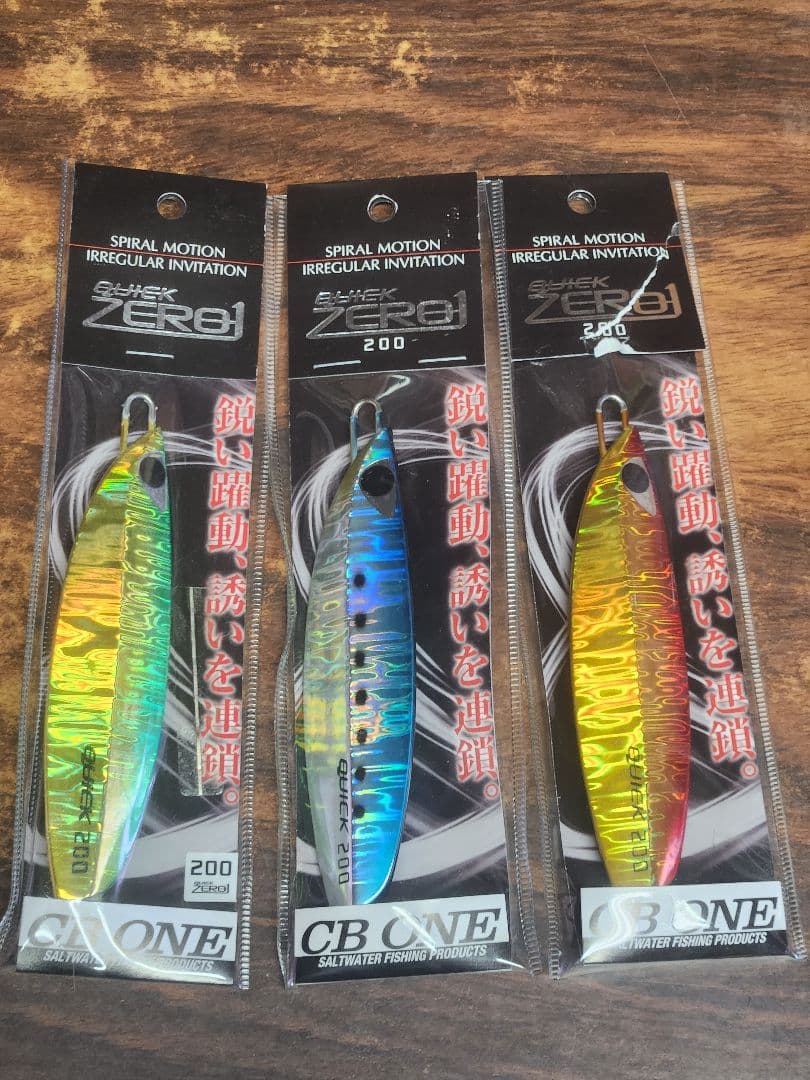 SPIRAL MOTION
IRREGULAR INVITATION
QUICK
ZERO1
鋭い躍動、誘いを連鎖。
QUICK 200
200
QUICK
ZERO1
CB ONE
SALTWATER FISHING PRODUCTS
SPIRAL MOTION
IRREGULAR INVITATION
QUICK
ZERO1
200
鋭い躍動、誘いを連鎖。
QUICK 200
CB ONE
SALTWATER FISHING PRODUCTS
SPIRAL MOTION
IRREGULAR INVITATION
QUICK
ZERO1
200
鋭い躍動、誘いを連鎖。
QUICK 200
CB ONE
SALTWATER FISHING PRODUCTS